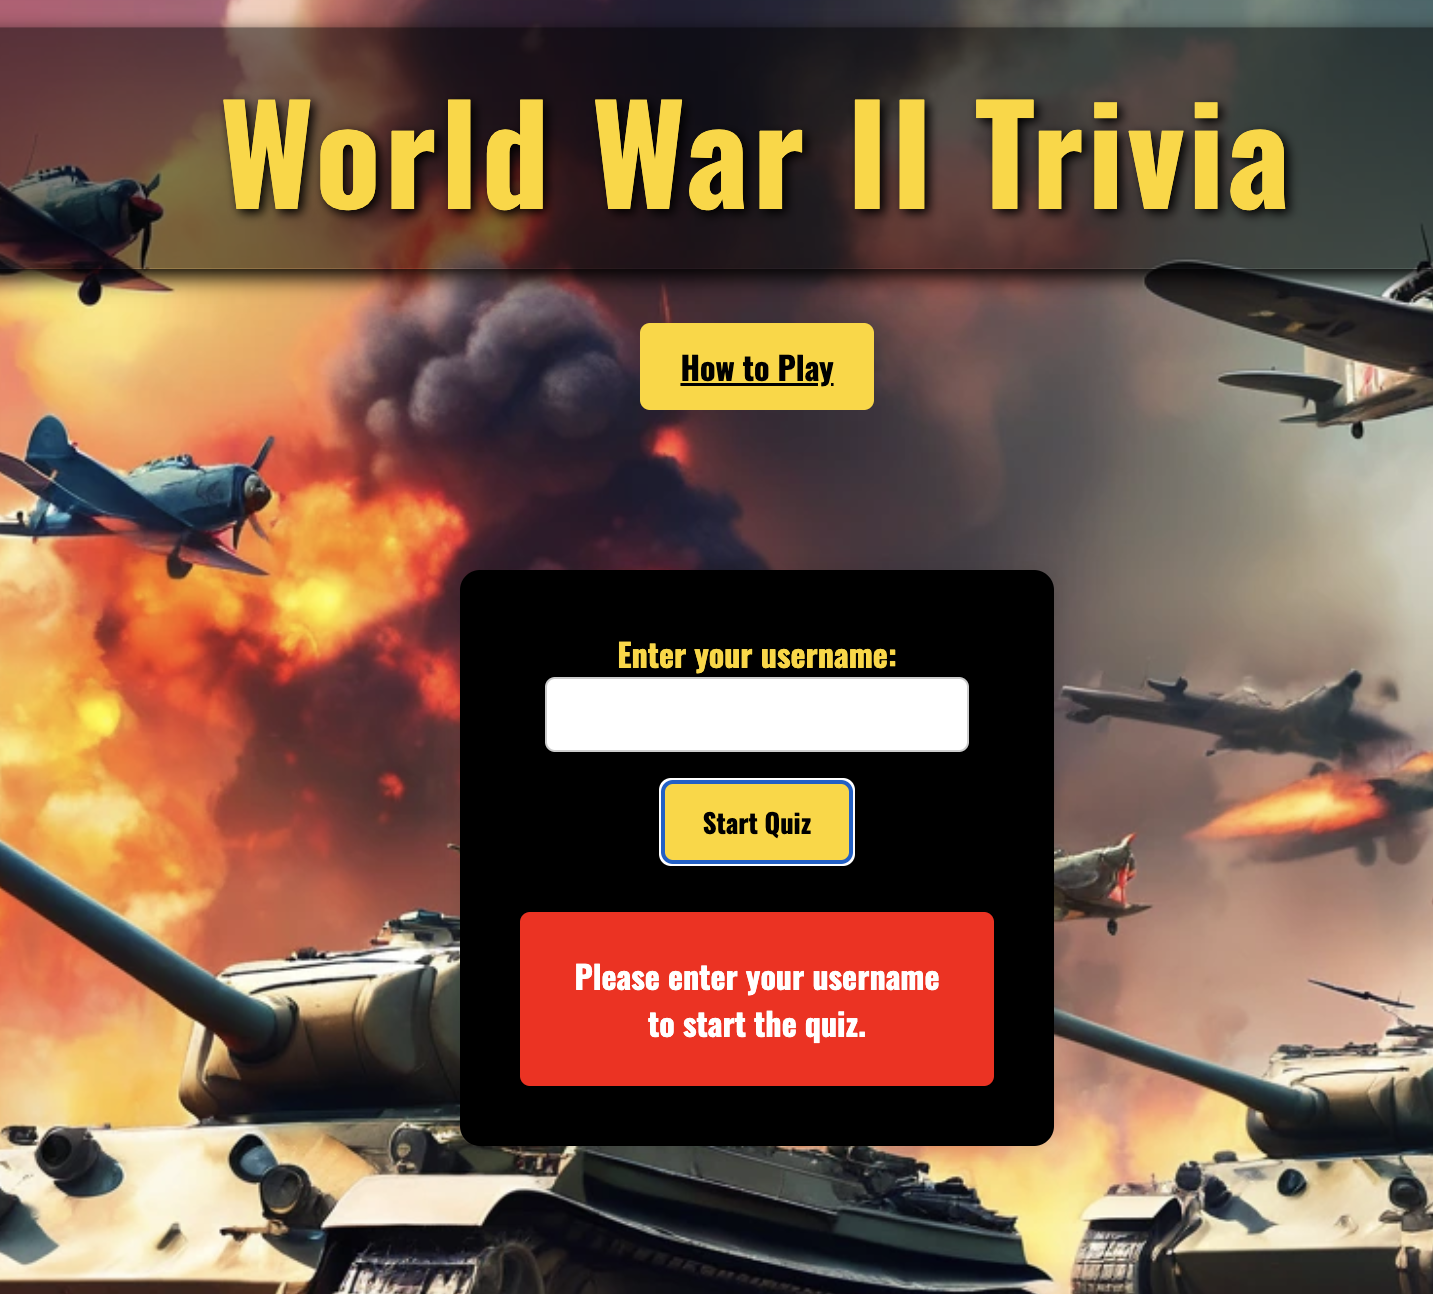 World War II Trivia
How to Play
Enter your username:
Start Quiz
Please enter your username
to start the quiz.